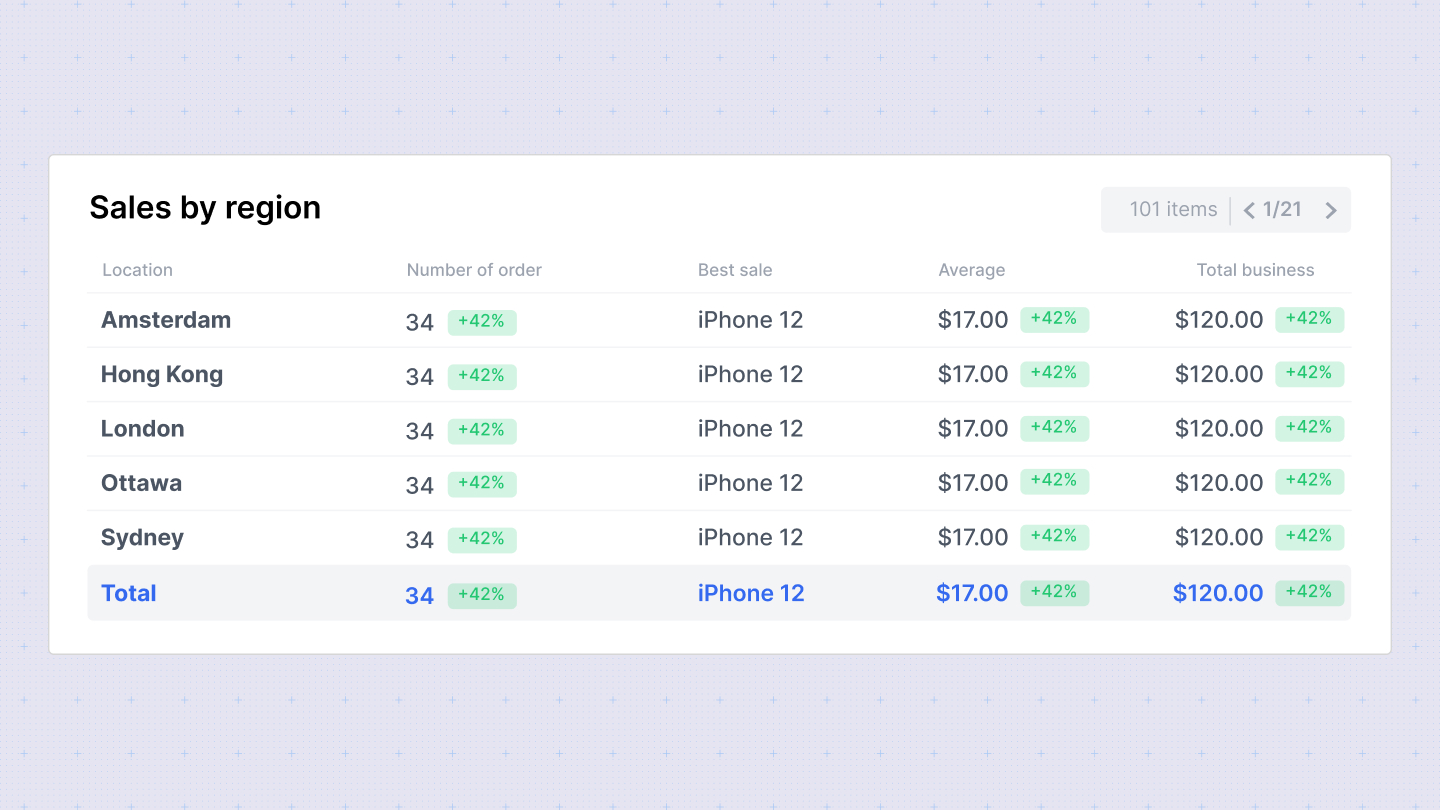 Sales by region
101 items 1/21
Location Number of order Best sale Average Total business
Amsterdam 34 +42% iPhone 12 $17.00 +42% $120.00 +42%
Hong Kong 34 +42% iPhone 12 $17.00 +42% $120.00 +42%
London 34 +42% iPhone 12 $17.00 +42% $120.00 +42%
Ottawa 34 +42% iPhone 12 $17.00 +42% $120.00 +42%
Sydney 34 +42% iPhone 12 $17.00 +42% $120.00 +42%
Total 34 +42% iPhone 12 $17.00 +42% $120.00 +42%